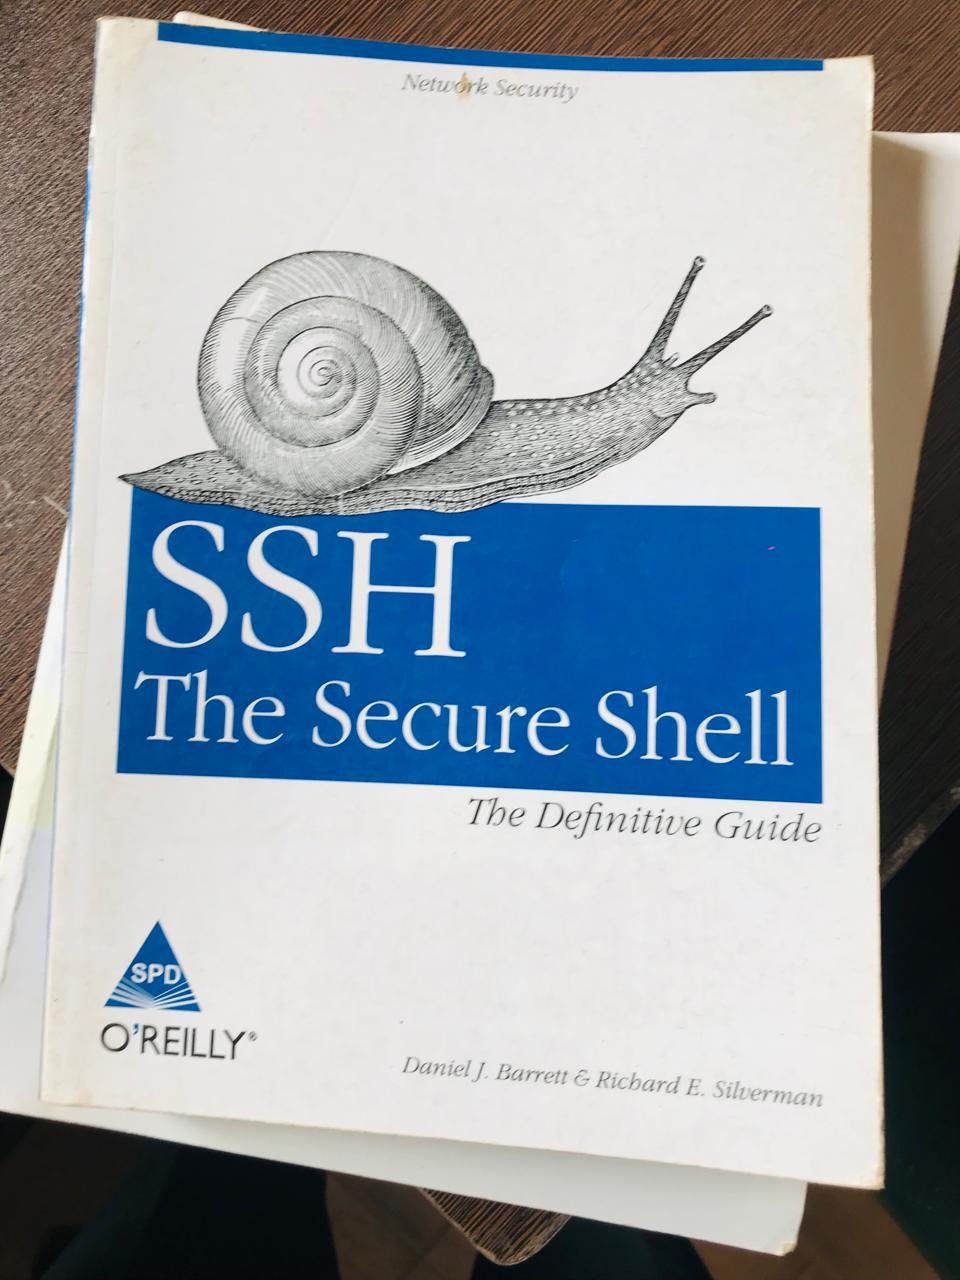 Network Security
SSH
The Secure Shell
The Definitive Guide
SPD
O'REILLY®
Daniel J. Barrett & Richard E. Silverman